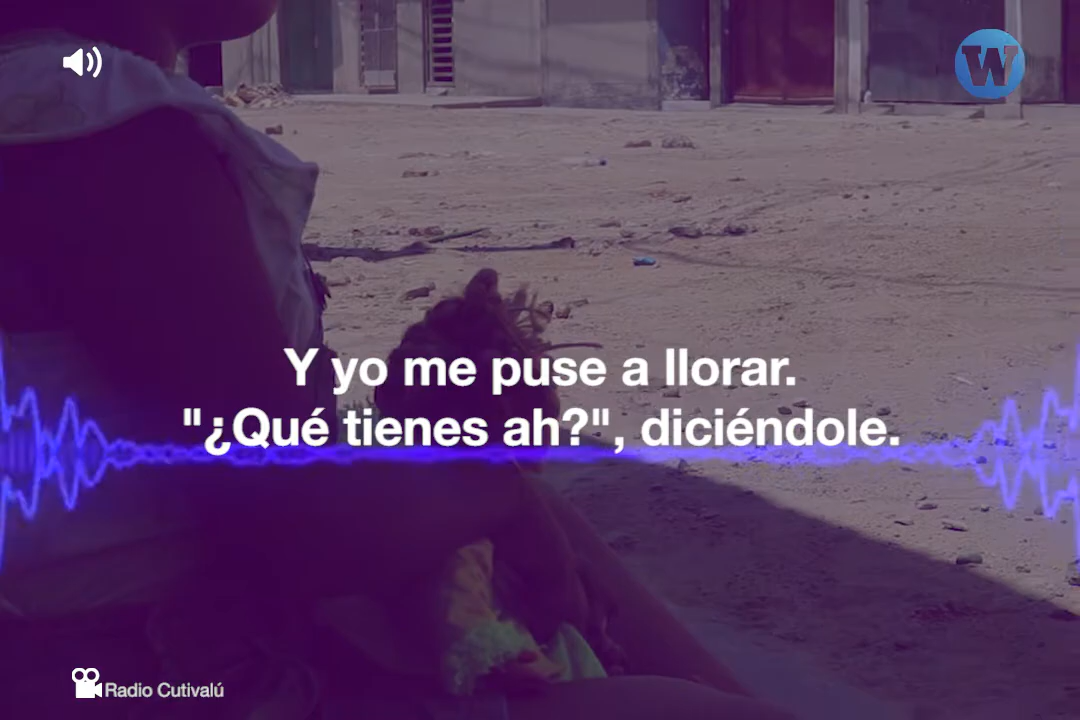 W
Y yo me puse a llorar.
"¿Qué tienes ah?", diciéndole.
Radio Cutivalú